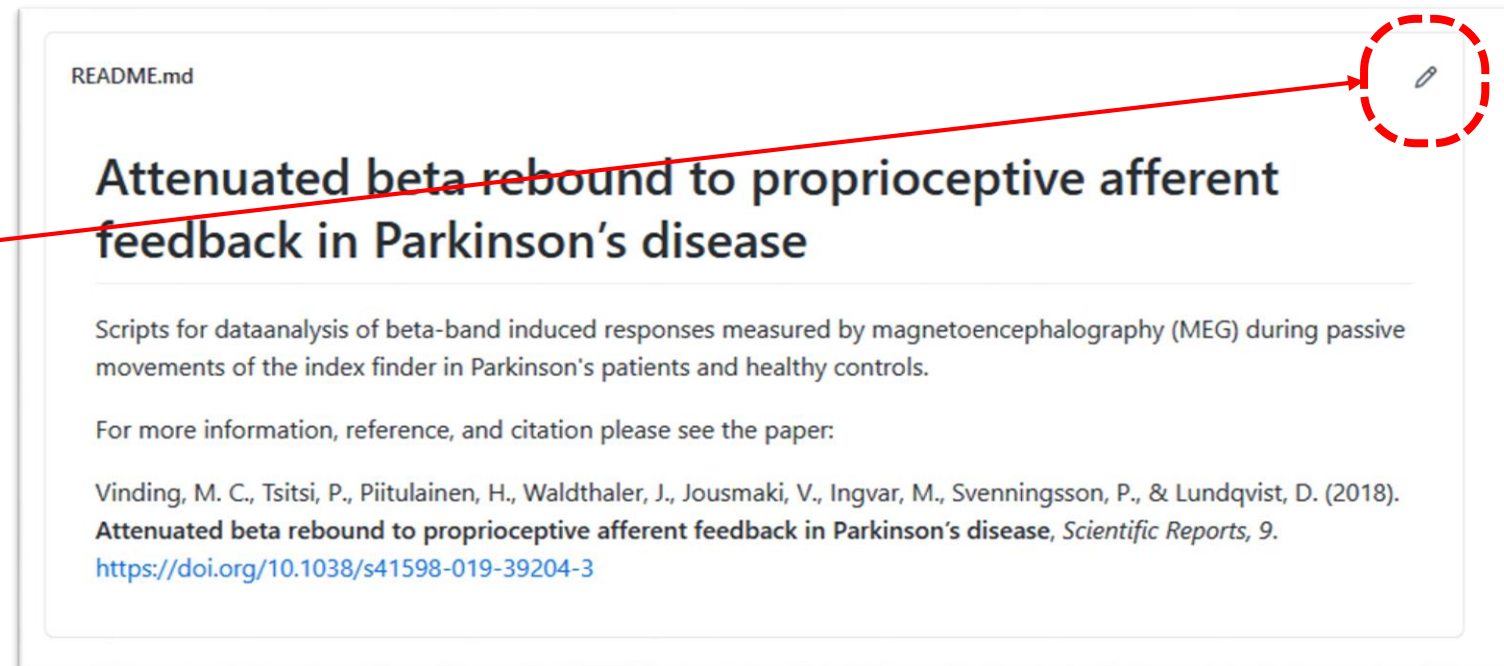 README.md
Attenuated beta rebound to proprioceptive afferent
feedback in Parkinson’s disease
Scripts for dataanalysis of beta-band induced responses measured by magnetoencephalography (MEG) during passive
movements of the index finder in Parkinson's patients and healthy controls.
For more information, reference, and citation please see the paper:
Vinding, M. C., Tsitsi, P., Piitulainen, H., Waldthaler, J., Jousmaki, V., Ingvar, M., Svenningsson, P., & Lundqvist, D. (2018).
Attenuated beta rebound to proprioceptive afferent feedback in Parkinson’s disease, Scientific Reports, 9.
https://doi.org/10.1038/s41598-019-39204-3